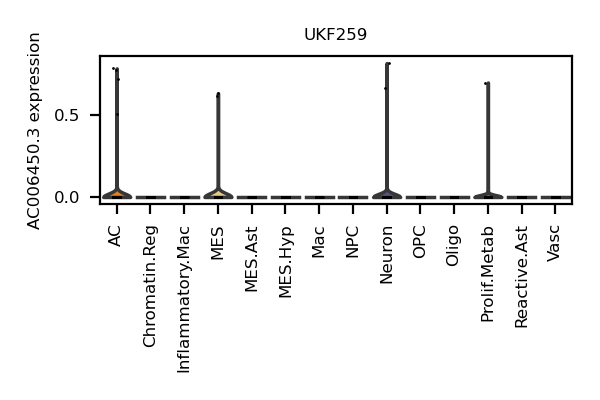 UKF259
AC006450.3 expression
0.5
0.0
AC
Chromatin.Reg
Inflammatory.Mac
MES
MES.Ast
MES.Hyp
Mac
NPC
Neuron
OPC
Oligo
Prolif.Metab
Reactive.Ast
Vasc